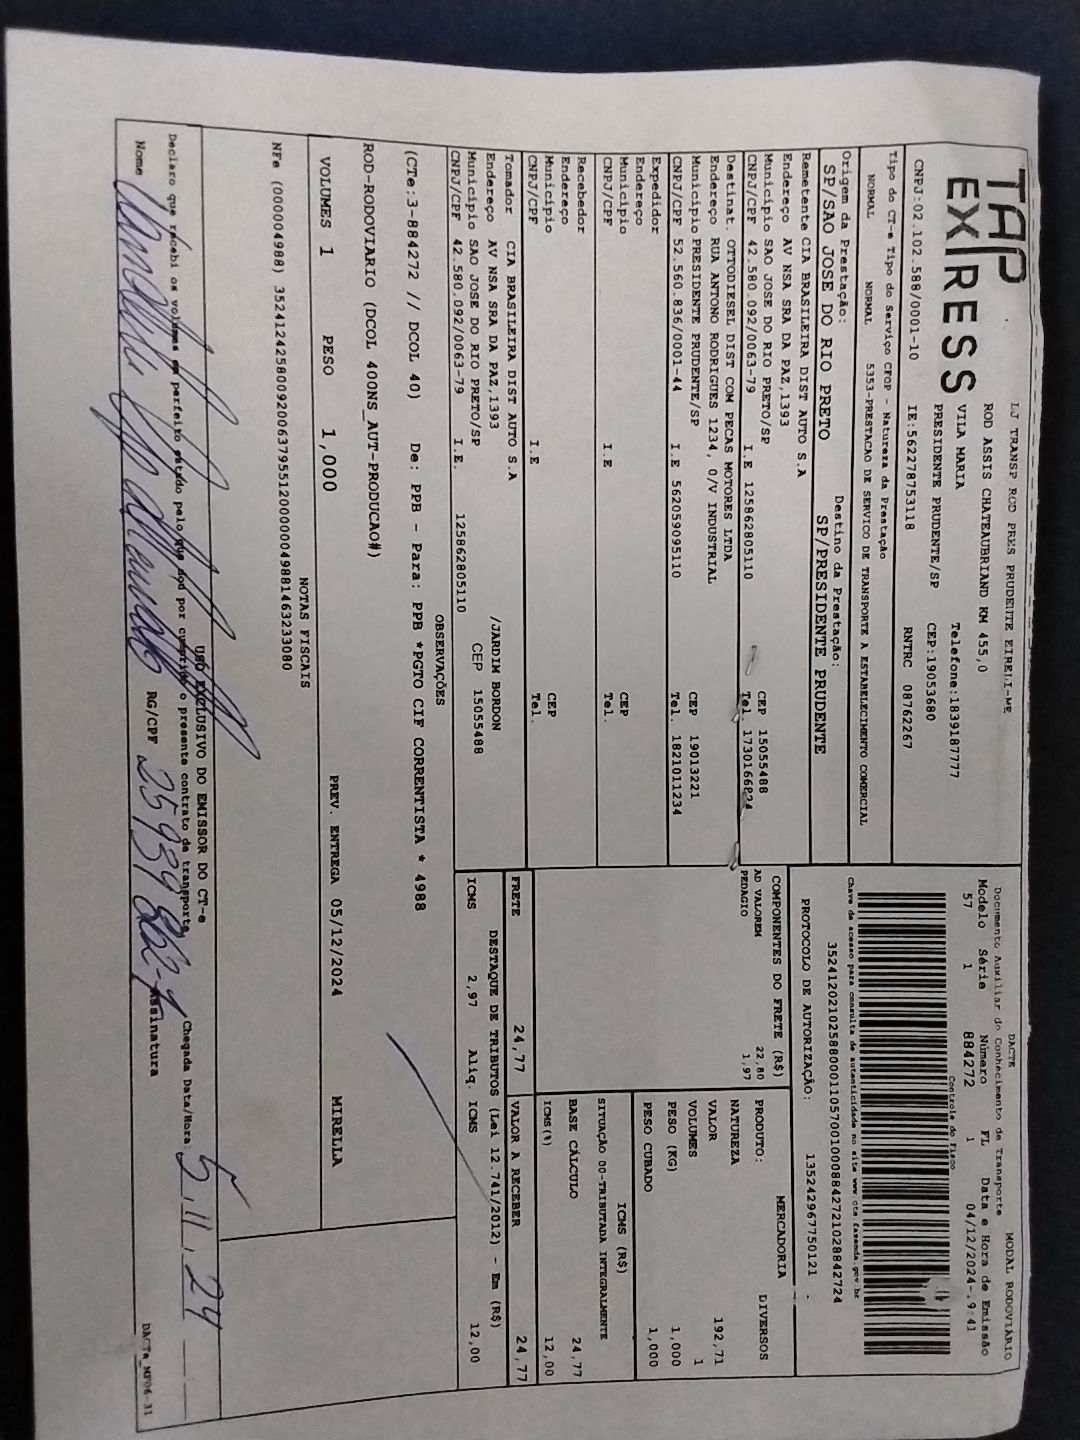 TAP
EXPRESS
LJ TRANSP ROD PRES PRUDENTE EIRELI-ME
ROD ASSIS CHATEAUBRIAND KM 455,0
VILA MARIA Telefone:1839187777
PRESIDENTE PRUDENTE/SP CEP:19053680
CNPJ:02.102.588/0001-10 IE:562278753118 RNTRC 08762267
DACTE MODAL RODOVIÁRIO
Documento Auxiliar do Conhecimento de Transporte
Modelo Série Número FL Data e Hora de Emissão
57 1 884272 1 04/12/2024- 9:41
Controle do Fisco
Chave de acesso para consulta de autenticidade no site www.cte.fazenda.gov.br
35241202102588000110570010008842721028842724
PROTOCOLO DE AUTORIZAÇÃO: 135242967750121
Tipo do CT-e Tipo do Serviço CFOP - Natureza da Prestação
NORMAL NORMAL 5353-PRESTACAO DE SERVICO DE TRANSPORTE A ESTABELECIMENTO COMERCIAL
Origem da Prestação: Destino da Prestação:
SP/SAO JOSE DO RIO PRETO SP/PRESIDENTE PRUDENTE
Remetente CIA BRASILEIRA DIST AUTO S.A
Endereço AV NSA SRA DA PAZ,1393
Município SAO JOSE DO RIO PRETO/SP CEP 15055488
CNPJ/CPF 42.580.092/0063-79 I.E 125862805110 Tel.
Destinat. OTTODIESEL DIST COM PECAS MOTORES LTDA
Endereço RUA ANTONO RODRIGUES 1234, 0/V INDUSTRIAL
Município PRESIDENTE PRUDENTE/SP CEP 19013221
CNPJ/CPF 52.560.836/0001-44 I.E 562059095110 Tel. 1821011234
Expedidor
Endereço
Município CEP
CNPJ/CPF I.E Tel.
Recebedor
Endereço
Município CEP
CNPJ/CPF I.E Tel.
Tomador CIA BRASILEIRA DIST AUTO S.A
Endereço AV NSA SRA DA PAZ,1393 /JARDIM BORDON
Município SAO JOSE DO RIO PRETO/SP CEP 15055488
CNPJ/CPF 42.580.092/0063-79 I.E. 125862805110
COMPONENTES DO FRETE (R$)
AD VALOREM 22,80
PEDAGIO 1,97
FRETE 24,77
PRODUTO: MERCADORIA DIVERSOS
NATUREZA
VALOR 192,71
VOLUMES 1
PESO (KG) 1,000
PESO CUBADO 1,000
ICMS (R$)
SITUAÇÃO 00-TRIBUTADA INTEGRALMENTE
BASE CÁLCULO 24,77
ICMS(%) 12,00
VALOR A RECEBER 24,77
DESTAQUE DE TRIBUTOS (Lei 12.741/2012) - Em (R$)
ICMS 2,97 Aliq. ICMS 12,00
OBSERVAÇÕES
(CTe:3-884272 // DCOL 40) De: PPB - Para: PPB *PGTO CIF CORRENTISTA * 4988
ROD-RODOVIARIO (DCOL 400NS_AUT-PRODUCAO#)
VOLUMES 1 PESO 1,000 PREV. ENTREGA 05/12/2024 MIRELLA
NOTAS FISCAIS
NFe (000004988) 35241242580092006379551200000049881463233080
USO EXCLUSIVO DO EMISSOR DO CT-e
Declaro que recebi os volumes em perfeito estado pelo que dou por cumprido o presente contrato de transporte. Chegada Data/Hora: 5.11.24
Nome RG/CPF Assinatura
DACTe_MF06-31